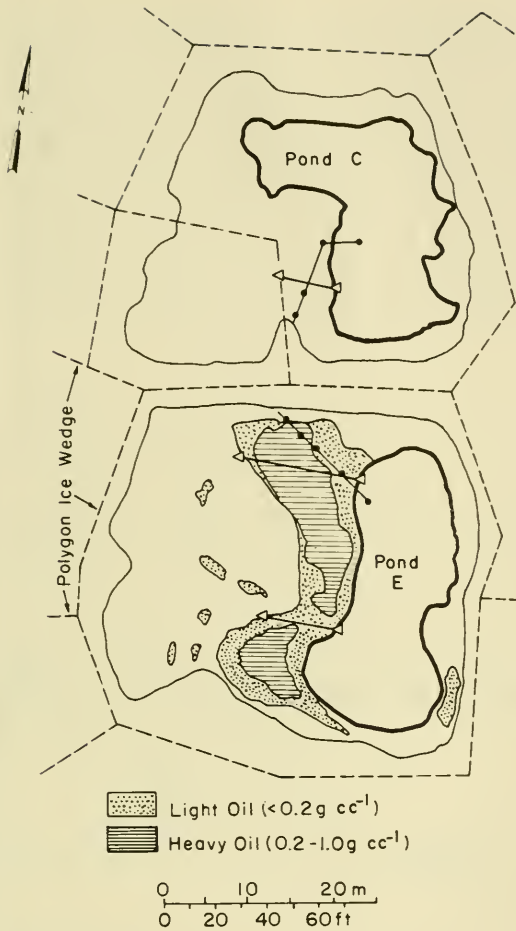 N
Pond C
Polygon Ice Wedge
Pond
E
Light Oil (<0.2g cc⁻¹)
Heavy Oil (0.2-1.0g cc⁻¹)
0 10 20 m
0 20 40 60 ft